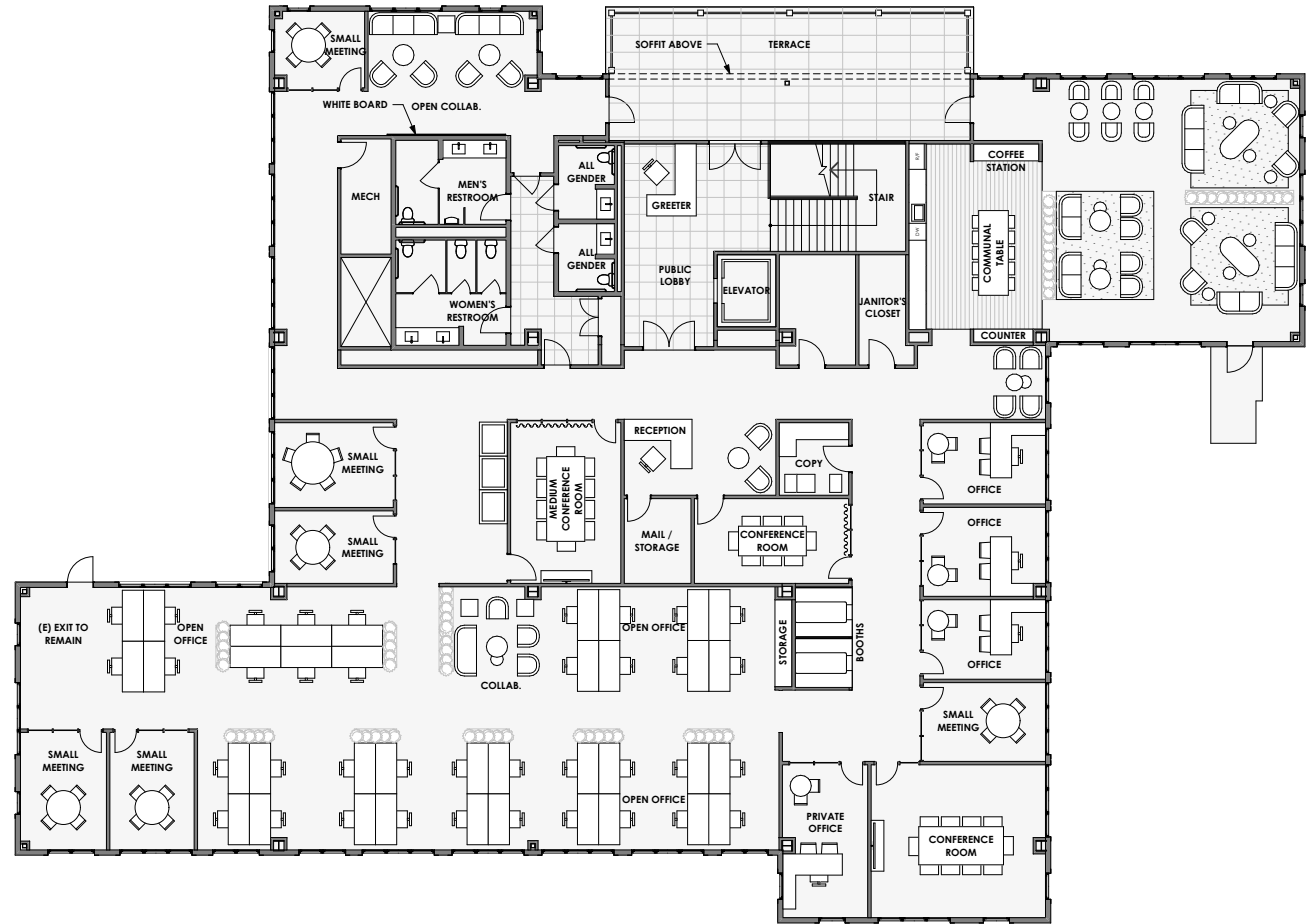 SMALL
MEETING
SOFFIT ABOVE
TERRACE
WHITE BOARD
OPEN COLLAB.
MECH
MEN'S
RESTROOM
ALL
GENDER
GREETER
STAIR
R/F
COFFEE
STATION
DW
COMMUNAL
TABLE
ALL
GENDER
PUBLIC
LOBBY
WOMEN'S
RESTROOM
ELEVATOR
JANITOR'S
CLOSET
COUNTER
RECEPTION
SMALL
MEETING
MEDIUM
CONFERENCE
ROOM
COPY
OFFICE
SMALL
MEETING
MAIL /
STORAGE
CONFERENCE
ROOM
OFFICE
(E) EXIT TO
REMAIN
OPEN
OFFICE
COLLAB.
OPEN OFFICE
STORAGE
BOOTHS
OFFICE
SMALL
MEETING
SMALL
MEETING
SMALL
MEETING
OPEN OFFICE
PRIVATE
OFFICE
CONFERENCE
ROOM